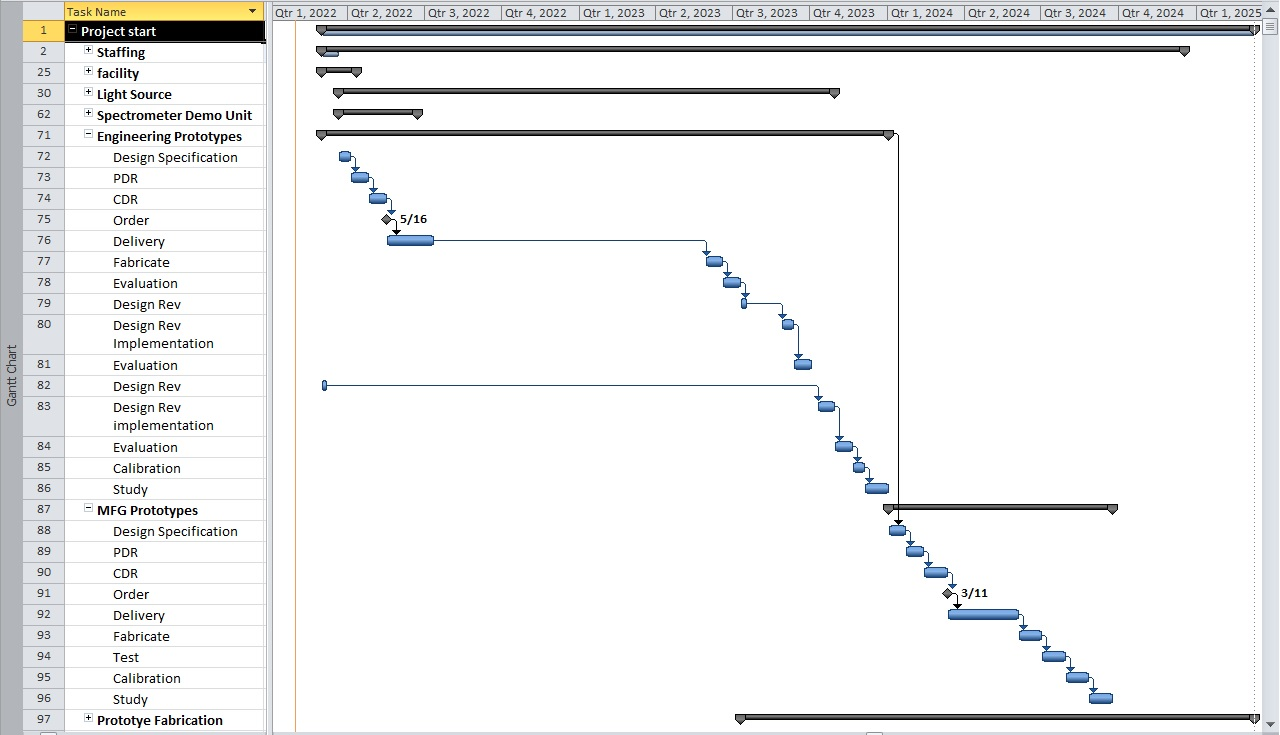 Task Name
Qtr 1, 2022 Qtr 2, 2022 Qtr 3, 2022 Qtr 4, 2022 Qtr 1, 2023 Qtr 2, 2023 Qtr 3, 2023 Qtr 4, 2023 Qtr 1, 2024 Qtr 2, 2024 Qtr 3, 2024 Qtr 4, 2024 Qtr 1, 2025
1 Project start
2 Staffing
25 facility
30 Light Source
62 Spectrometer Demo Unit
71 Engineering Prototypes
72 Design Specification
73 PDR
74 CDR
75 Order 5/16
76 Delivery
77 Fabricate
78 Evaluation
79 Design Rev
80 Design Rev
Implementation
81 Evaluation
82 Design Rev
83 Design Rev
implementation
84 Evaluation
85 Calibration
86 Study
87 MFG Prototypes
88 Design Specification
89 PDR
90 CDR
91 Order 3/11
92 Delivery
93 Fabricate
94 Test
95 Calibration
96 Study
97 Prototye Fabrication
Gantt Chart